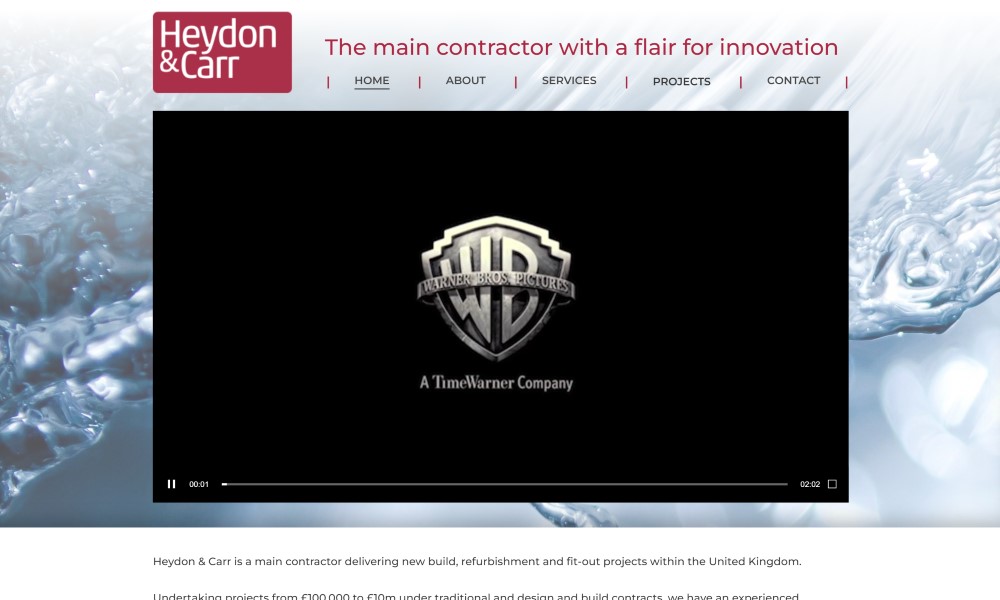 Heydon
&Carr
The main contractor with a flair for innovation
| HOME | ABOUT | SERVICES | PROJECTS | CONTACT |
WB
WARNER BROS. PICTURES
A TimeWarner Company
00:01 02:02
Heydon & Carr is a main contractor delivering new build, refurbishment and fit-out projects within the United Kingdom.
Undertaking projects from £100,000 to £10m under traditional and design and build contracts, we have an experienced